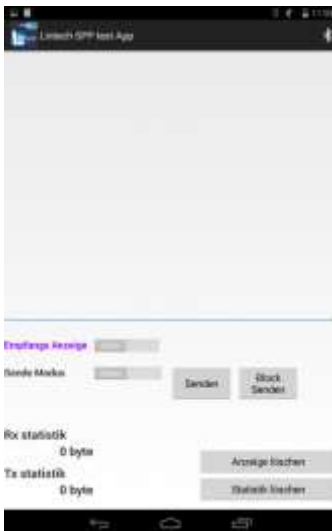 Lintech SPP test App
Empfangs Anzeige
Sende Modus
Senden
Block
Senden
Rx statistik
0 byte
Anzeige löschen
Tx statistik
0 byte
Statistik löschen